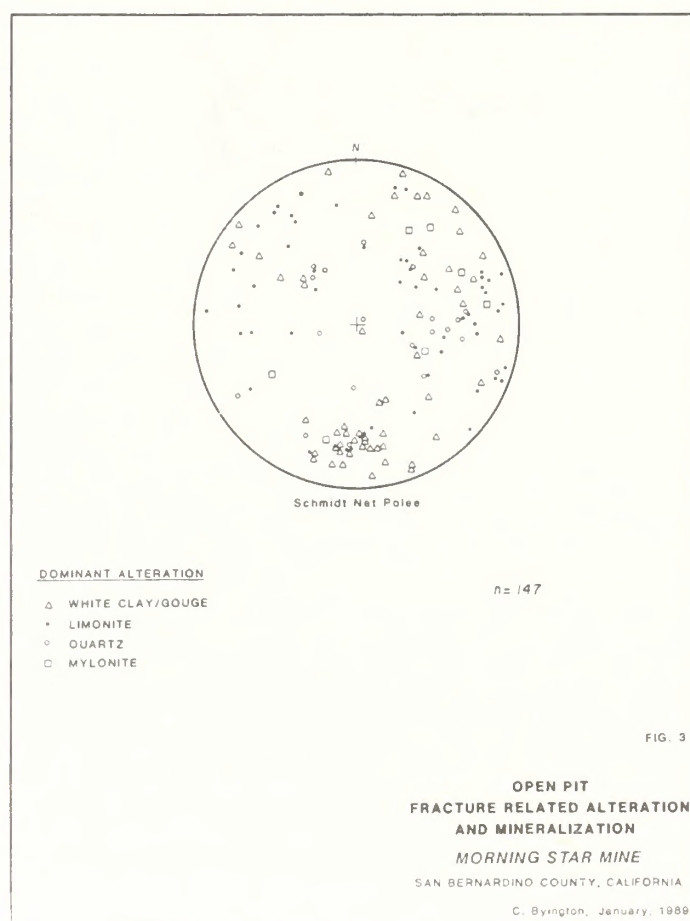 N
Schmidt Net Poles
DOMINANT ALTERATION
WHITE CLAY/GOUGE
LIMONITE
QUARTZ
MYLONITE
n= 147
FIG. 3
OPEN PIT
FRACTURE RELATED ALTERATION
AND MINERALIZATION
MORNING STAR MINE
SAN BERNARDINO COUNTY, CALIFORNIA
C. Byington, January, 1989